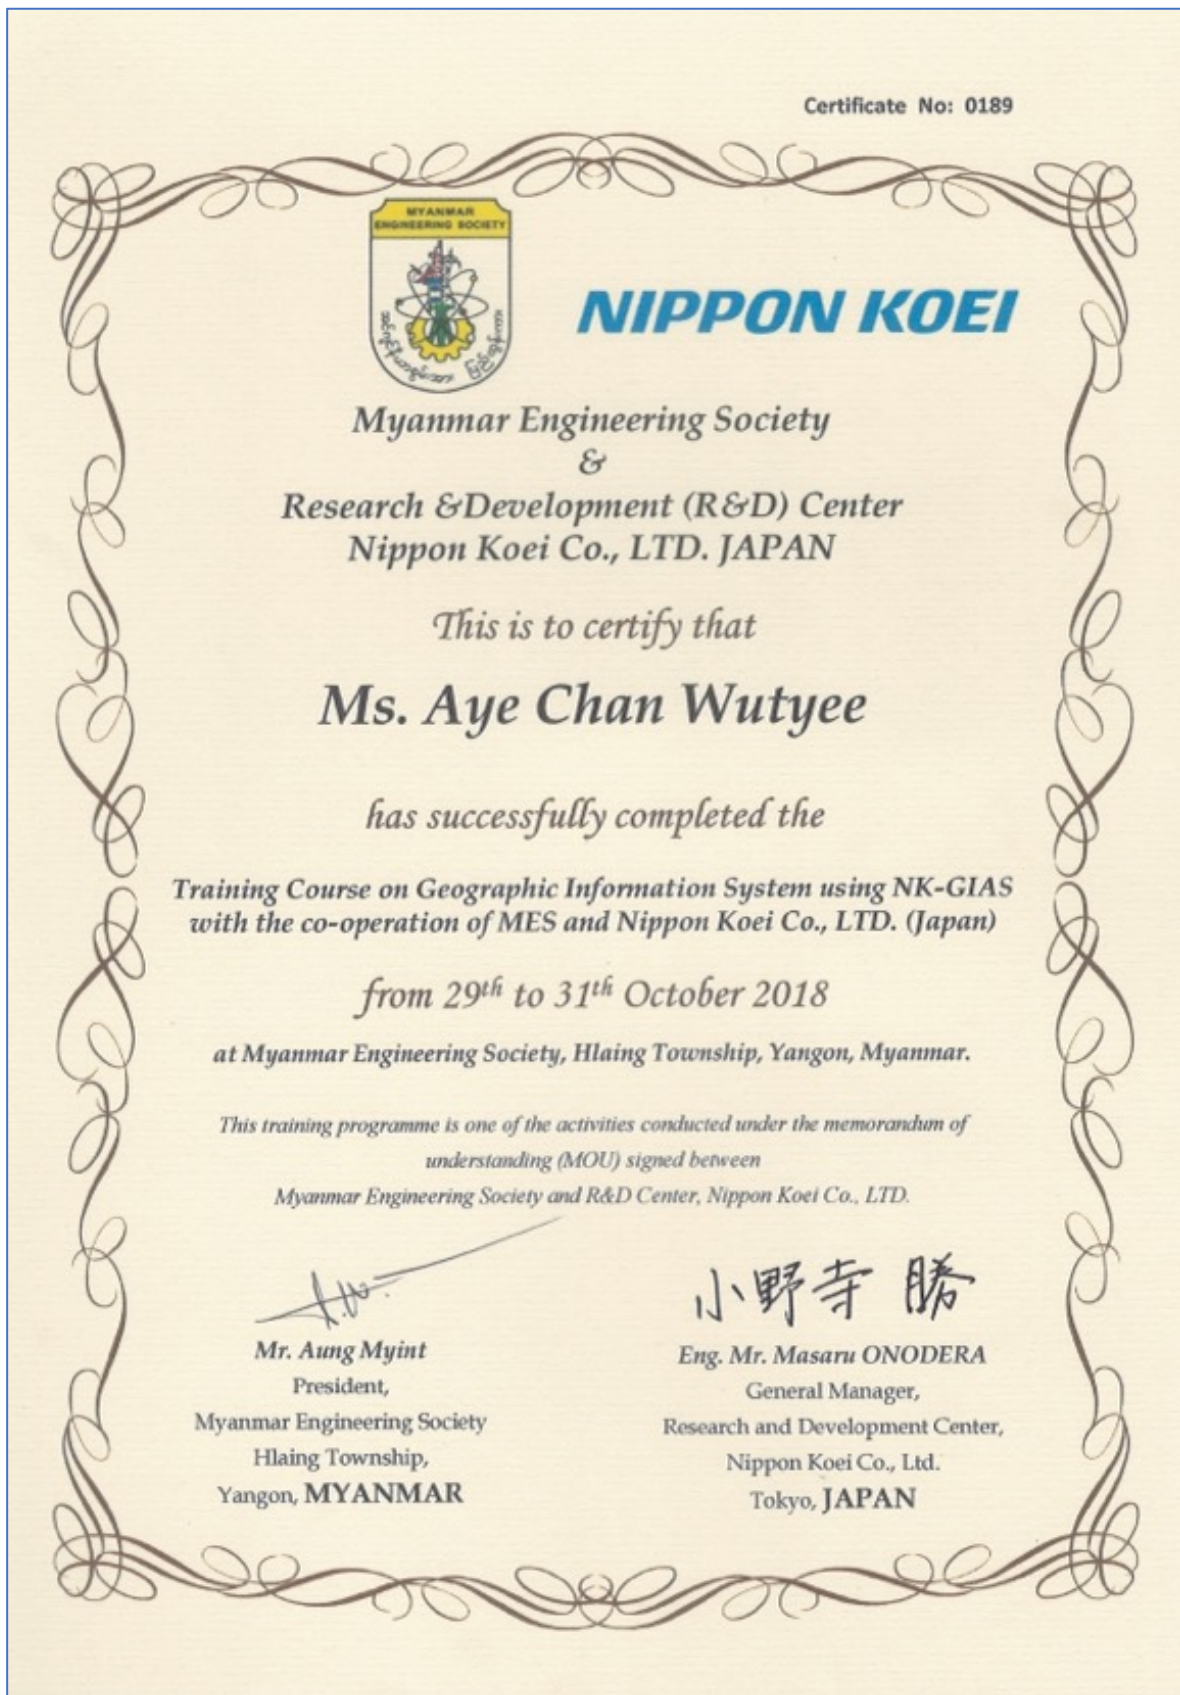 Certificate No: 0189
MYANMAR
ENGINEERING SOCIETY
NIPPON KOEI
Myanmar Engineering Society
&
Research &Development (R&D) Center
Nippon Koei Co., LTD. JAPAN
This is to certify that
Ms. Aye Chan Wutyee
has successfully completed the
Training Course on Geographic Information System using NK-GIAS
with the co-operation of MES and Nippon Koei Co., LTD. (Japan)
from 29th to 31th October 2018
at Myanmar Engineering Society, Hlaing Township, Yangon, Myanmar.
This training programme is one of the activities conducted under the memorandum of
understanding (MOU) signed between
Myanmar Engineering Society and R&D Center, Nippon Koei Co., LTD.
小野寺 勝
Mr. Aung Myint
President,
Myanmar Engineering Society
Hlaing Township,
Yangon, MYANMAR
Eng. Mr. Masaru ONODERA
General Manager,
Research and Development Center,
Nippon Koei Co., Ltd.
Tokyo, JAPAN